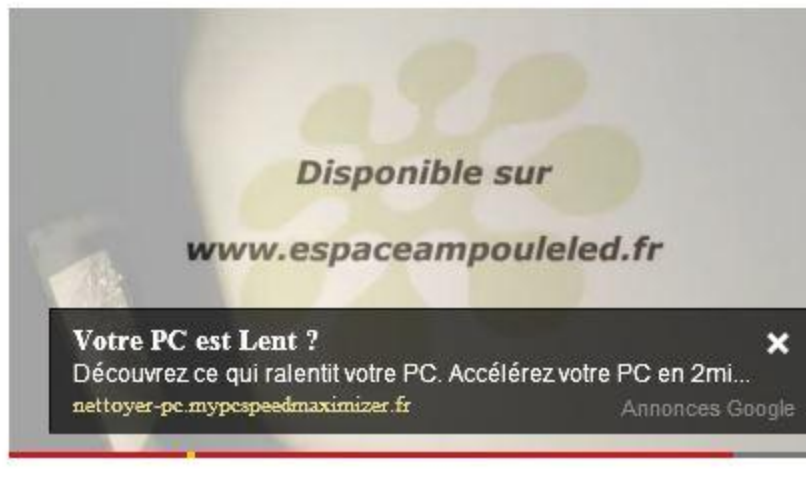 Disponible sur
www.espaceampouleled.fr
Votre PC est Lent ?
Découvrez ce qui ralentit votre PC. Accélérez votre PC en 2mi...
nettoyer-pc.mypcspeedmaximizer.fr
Annonces Google